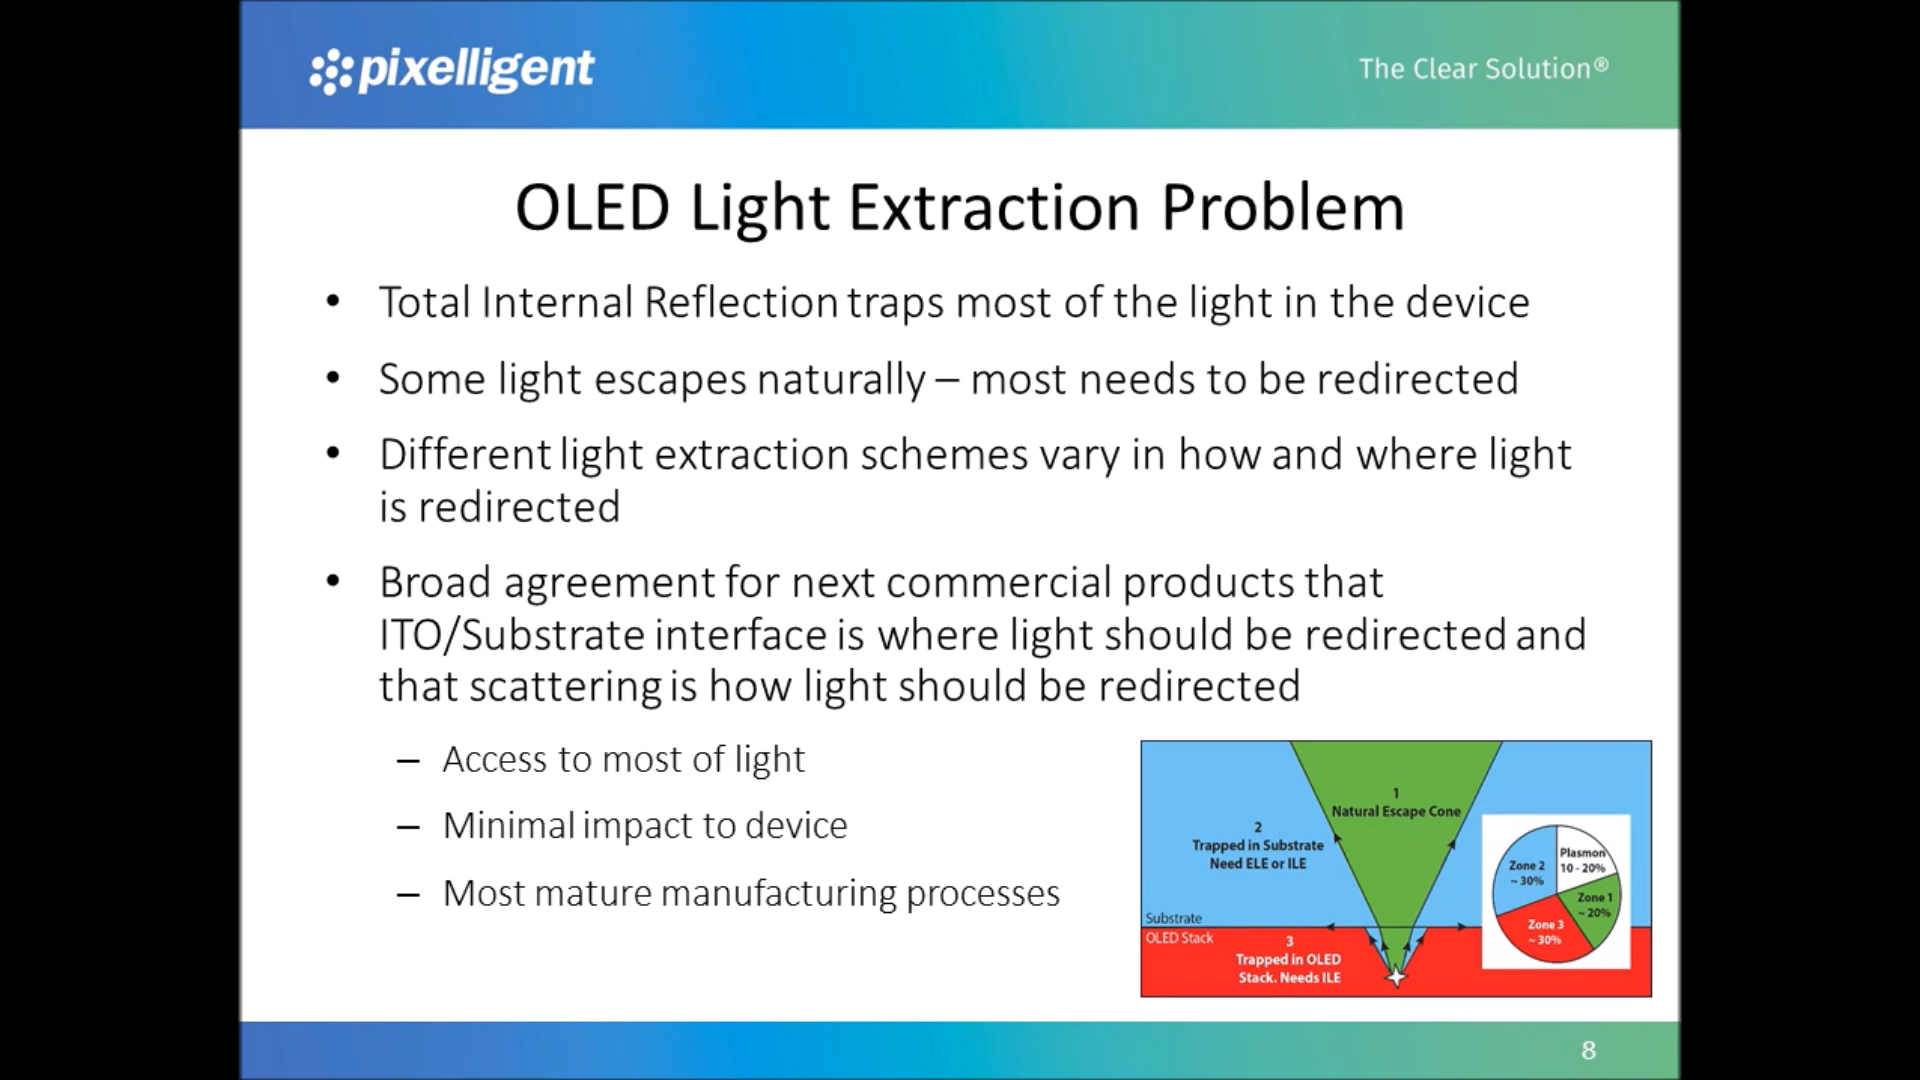 pixelligent
The Clear Solution®
OLED Light Extraction Problem
• Total Internal Reflection traps most of the light in the device
• Some light escapes naturally – most needs to be redirected
• Different light extraction schemes vary in how and where light
is redirected
• Broad agreement for next commercial products that
ITO/Substrate interface is where light should be redirected and
that scattering is how light should be redirected
– Access to most of light
– Minimal impact to device
– Most mature manufacturing processes
1
Natural Escape Cone
2
Trapped in Substrate
Need ELE or ILE
Substrate
OLED Stack
3
Trapped in OLED
Stack. Needs ILE
Plasmon
10 - 20%
Zone 2
~ 30%
Zone 1
~ 20%
Zone 3
~ 30%
8